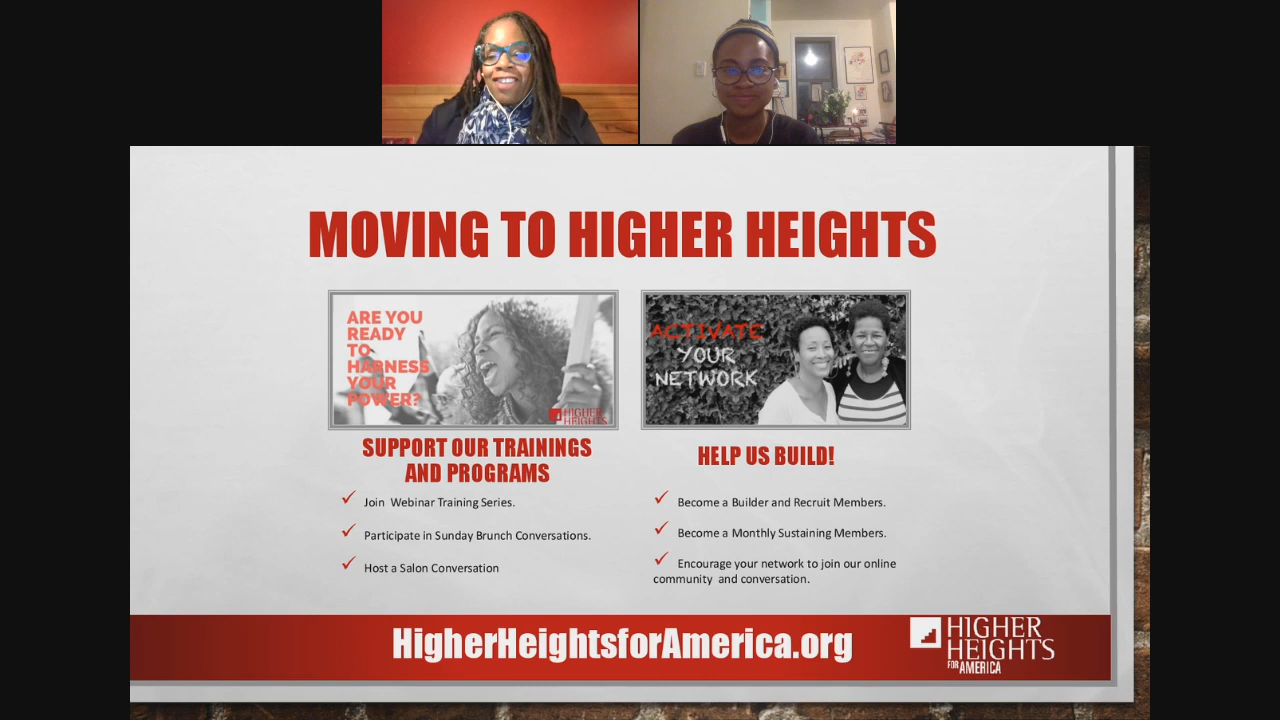 MOVING TO HIGHER HEIGHTS
ARE YOU
READY
TO
HARNESS
YOUR
POWER?
HIGHER
HEIGHTS
ACTIVATE
YOUR
NETWORK
SUPPORT OUR TRAININGS
AND PROGRAMS
Join Webinar Training Series.
Participate in Sunday Brunch Conversations.
Host a Salon Conversation
HELP US BUILD!
Become a Builder and Recruit Members.
Become a Monthly Sustaining Members.
Encourage your network to join our online
community and conversation.
HigherHeightsforAmerica.org
HIGHER
HEIGHTS
FOR AMERICA